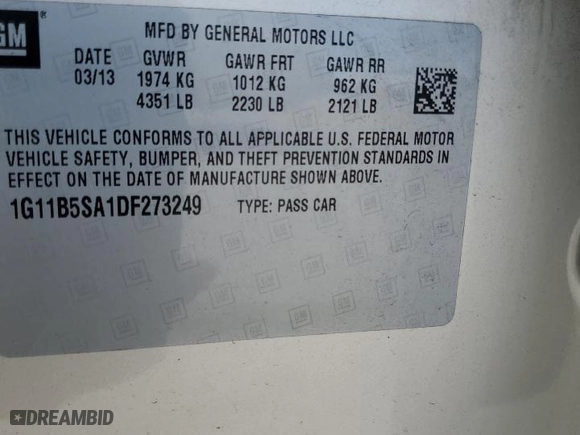 GM ®
MFD BY GENERAL MOTORS LLC
DATE GVWR GAWR FRT GAWR RR
03/13 1974 KG 1012 KG 962 KG
4351 LB 2230 LB 2121 LB
THIS VEHICLE CONFORMS TO ALL APPLICABLE U.S. FEDERAL MOTOR
VEHICLE SAFETY, BUMPER, AND THEFT PREVENTION STANDARDS IN
EFFECT ON THE DATE OF MANUFACTURE SHOWN ABOVE.
1G11B5SA1DF273249 TYPE: PASS CAR
DREAMBID